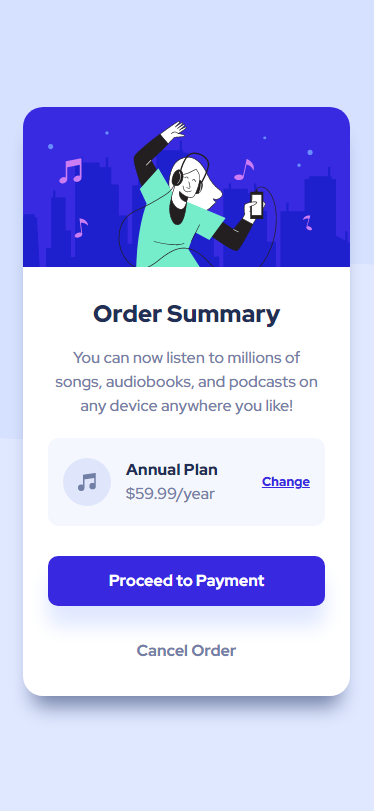 Order Summary
You can now listen to millions of
songs, audiobooks, and podcasts on
any device anywhere you like!
Annual Plan
$59.99/year
Change
Proceed to Payment
Cancel Order